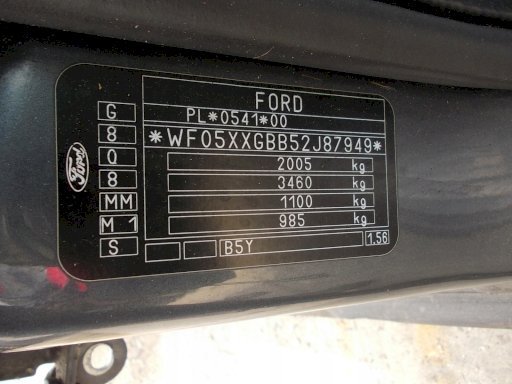 FORD
PL*0541*00
*WF05XXGBB52J87949*
2005 kg
3460 kg
1100 kg
985 kg
B5Y 1.56
G
8
Q
8
MM
M 1
S
Ford